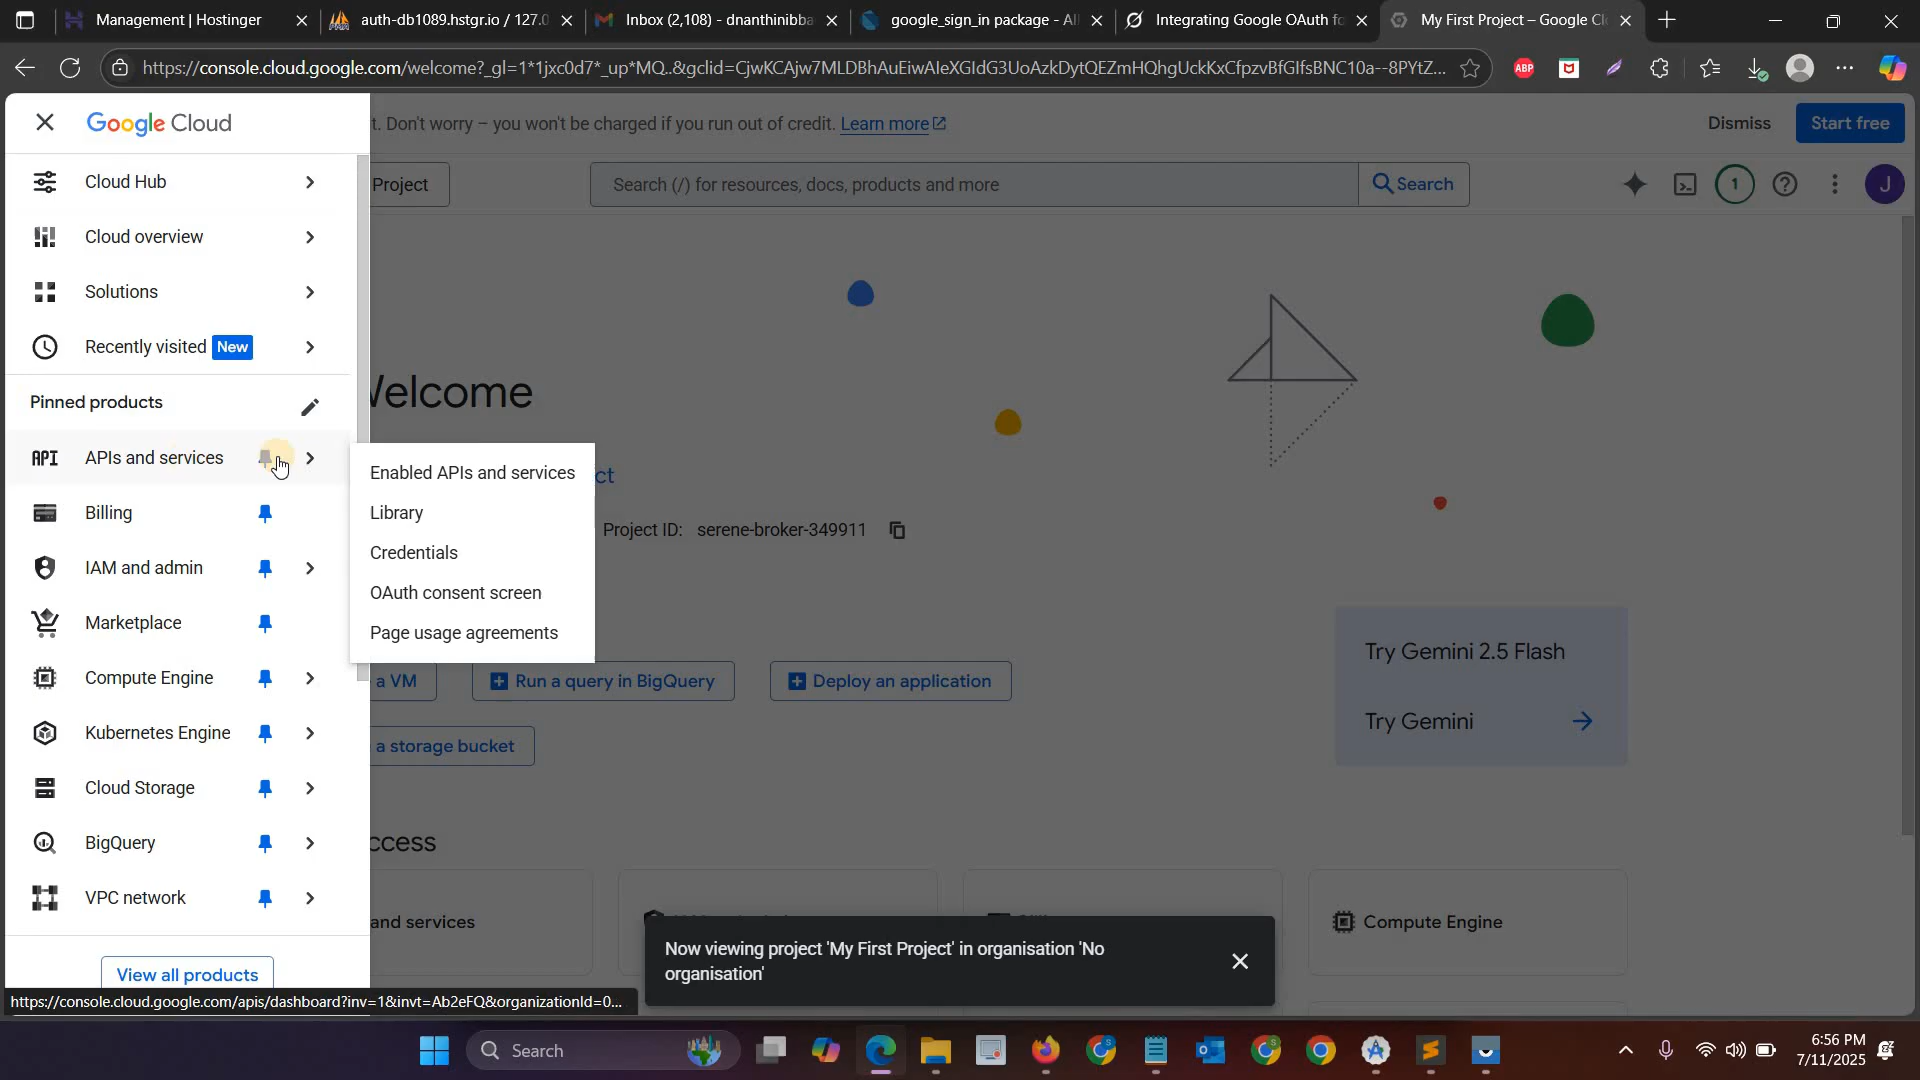 Management | Hostinger
auth-db1089.hstgr.io / 127.0
Inbox (2,108) - dnanthinibba
google_sign_in package - All
Integrating Google OAuth fo
My First Project – Google Cl
https://console.cloud.google.com/welcome?_gl=1*1jxc0d7*_up*MQ..&gclid=CjwKCAjw7MLDBhAuEiwAIeXGIdG3UoAzkDytQEZmHQhgUckKxCfpzvBfGIfsBNC10a--8PYtZ...
ABP
Google Cloud
t. Don't worry – you won't be charged if you run out of credit. Learn more
Dismiss
Start free
Cloud Hub
Project
Search (/) for resources, docs, products and more
Search
1
J
Cloud overview
Solutions
Recently visited New
Pinned products
Welcome
API APIs and services
Enabled APIs and services
ct
Library
Billing
Project ID: serene-broker-349911
Credentials
IAM and admin
OAuth consent screen
Marketplace
Page usage agreements
Try Gemini 2.5 Flash
Compute Engine
a VM
Run a query in BigQuery
Deploy an application
Try Gemini
Kubernetes Engine
a storage bucket
Cloud Storage
BigQuery
ccess
VPC network
and services
Compute Engine
Now viewing project 'My First Project' in organisation 'No
organisation'
View all products
https://console.cloud.google.com/apis/dashboard?inv=1&invt=Ab2eFQ&organizationId=0...
Search
6:56 PM
7/11/2025